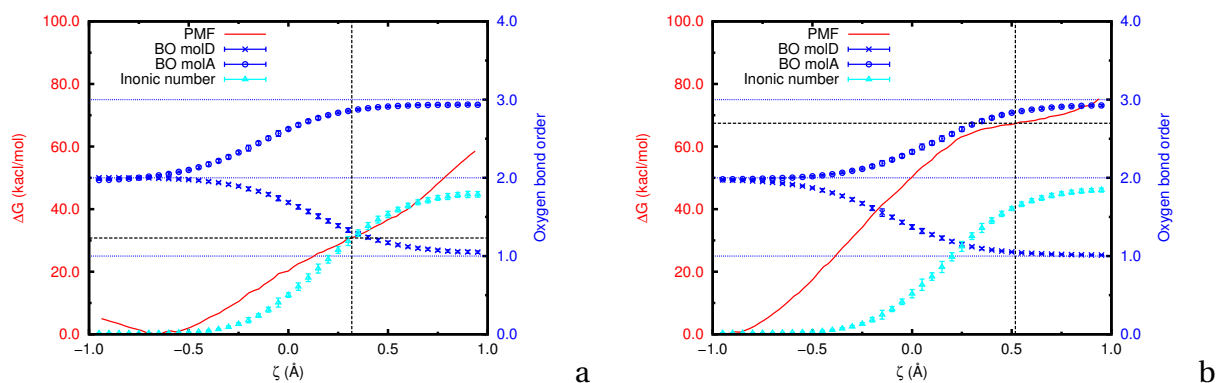 100.0
80.0
60.0
40.0
20.0
0.0
ΔG (kacl/mol)
PMF
BO molD
BO molA
Inonic number
4.0
3.0
2.0
1.0
0.0
Oxygen bond order
−1.0 −0.5 0.0 0.5 1.0
ζ (Å)
a
100.0
80.0
60.0
40.0
20.0
0.0
ΔG (kacl/mol)
PMF
BO molD
BO molA
Inonic number
4.0
3.0
2.0
1.0
0.0
Oxygen bond order
−1.0 −0.5 0.0 0.5 1.0
ζ (Å)
b